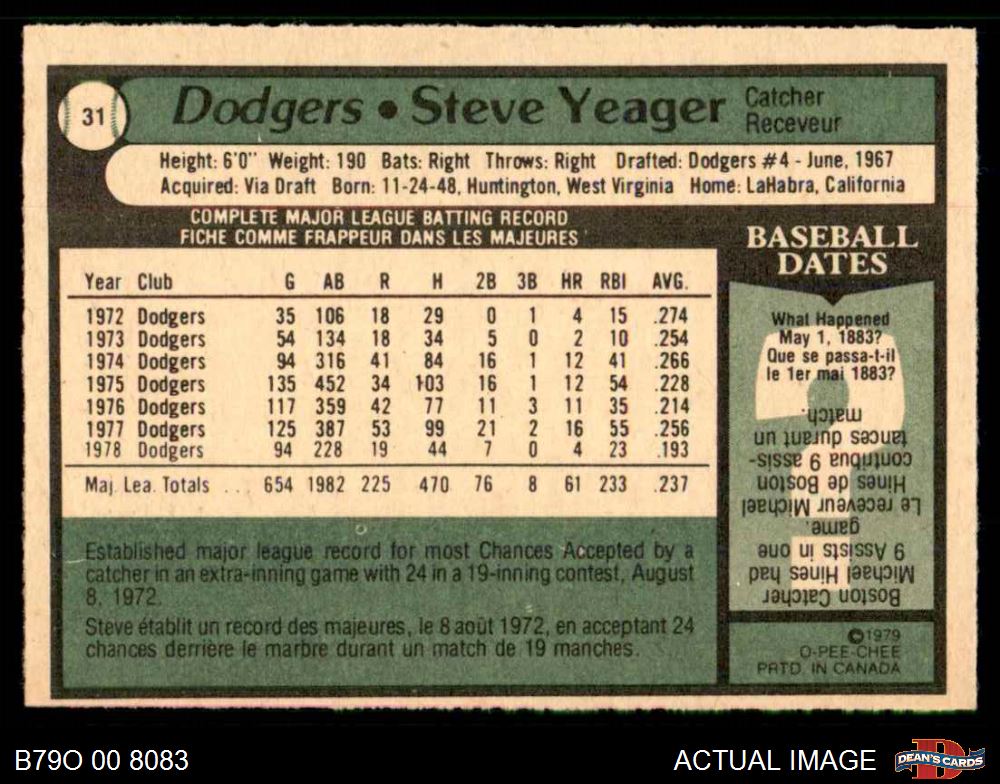 31
Dodgers • Steve Yeager
Catcher
Receveur
Height: 6'0" Weight: 190 Bats: Right Throws: Right Drafted: Dodgers #4 - June, 1967
Acquired: Via Draft Born: 11-24-48, Huntington, West Virginia Home: LaHabra, California
COMPLETE MAJOR LEAGUE BATTING RECORD
FICHE COMME FRAPPEUR DANS LES MAJEURES
Year Club G AB R H 2B 3B HR RBI AVG.
1972 Dodgers 35 106 18 29 0 1 4 15 .274
1973 Dodgers 54 134 18 34 5 0 2 10 .254
1974 Dodgers 94 316 41 84 16 1 12 41 .266
1975 Dodgers 135 452 34 103 16 1 12 54 .228
1976 Dodgers 117 359 42 77 11 3 11 35 .214
1977 Dodgers 125 387 53 99 21 2 16 55 .256
1978 Dodgers 94 228 19 44 7 0 4 23 .193
Maj. Lea. Totals ... 654 1982 225 470 76 8 61 233 .237
Established major league record for most Chances Accepted by a
catcher in an extra-inning game with 24 in a 19-inning contest, August
8, 1972.
Steve établit un record des majeures, le 8 août 1972, en acceptant 24
chances derrière le marbre durant un match de 19 manches.
BASEBALL
DATES
What Happened
May 1, 1883?
Que se passa-t-il
le 1er mai 1883?
Boston Catcher
Michael Hines had
9 Assists in one
game.
Le receveur Michael
Hines de Boston
contribua 9 assis-
tances durant un
match.
©1979
O-PEE-CHEE
PRTD. IN CANADA
B79O 00 8083
ACTUAL IMAGE
D
DEAN'S CARDS